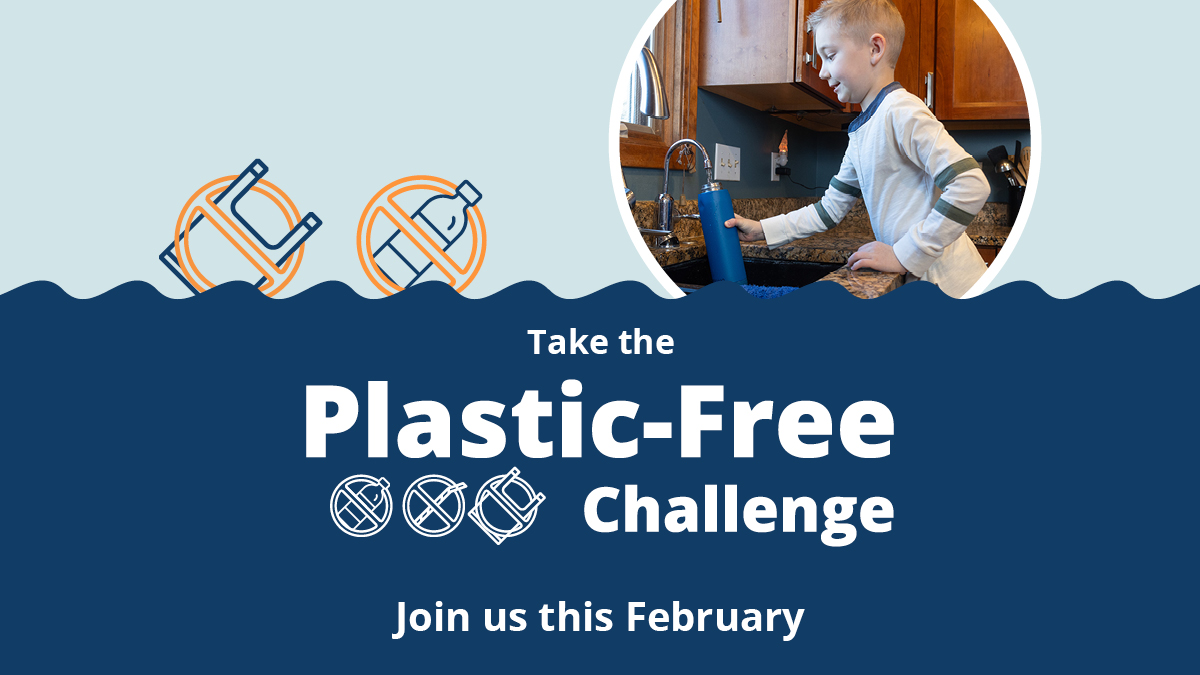 Take the
Plastic-Free
Challenge
Join us this February